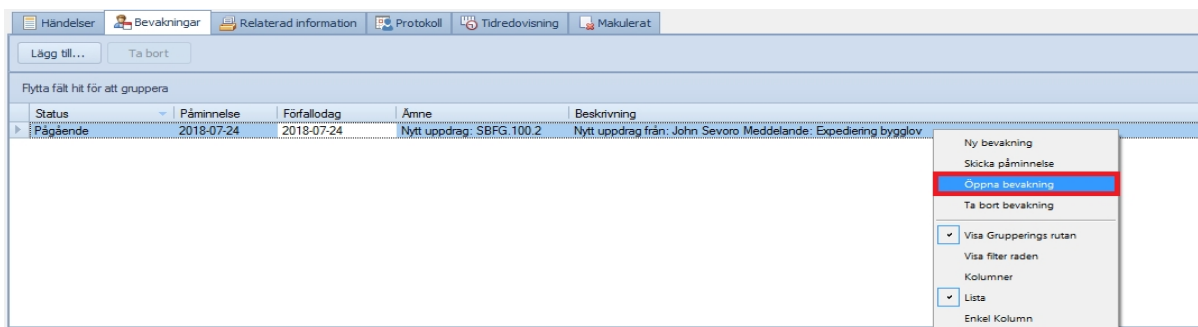 Händelser Bevakningar Relaterad information Protokoll Tidredovisning Makulerat
Lägg till... Ta bort
Flytta fält hit för att gruppera
Status Påminnelse Förfallodag Ämne Beskrivning
Pågående 2018-07-24 2018-07-24 Nytt uppdrag: SBFG.100.2 Nytt uppdrag från: John Sevoro Meddelande: Expediering bygglov
Ny bevakning
Skicka påminnelse
Öppna bevakning
Ta bort bevakning
Visa Grupperings rutan
Visa filter raden
Kolumner
Lista
Enkel Kolumn